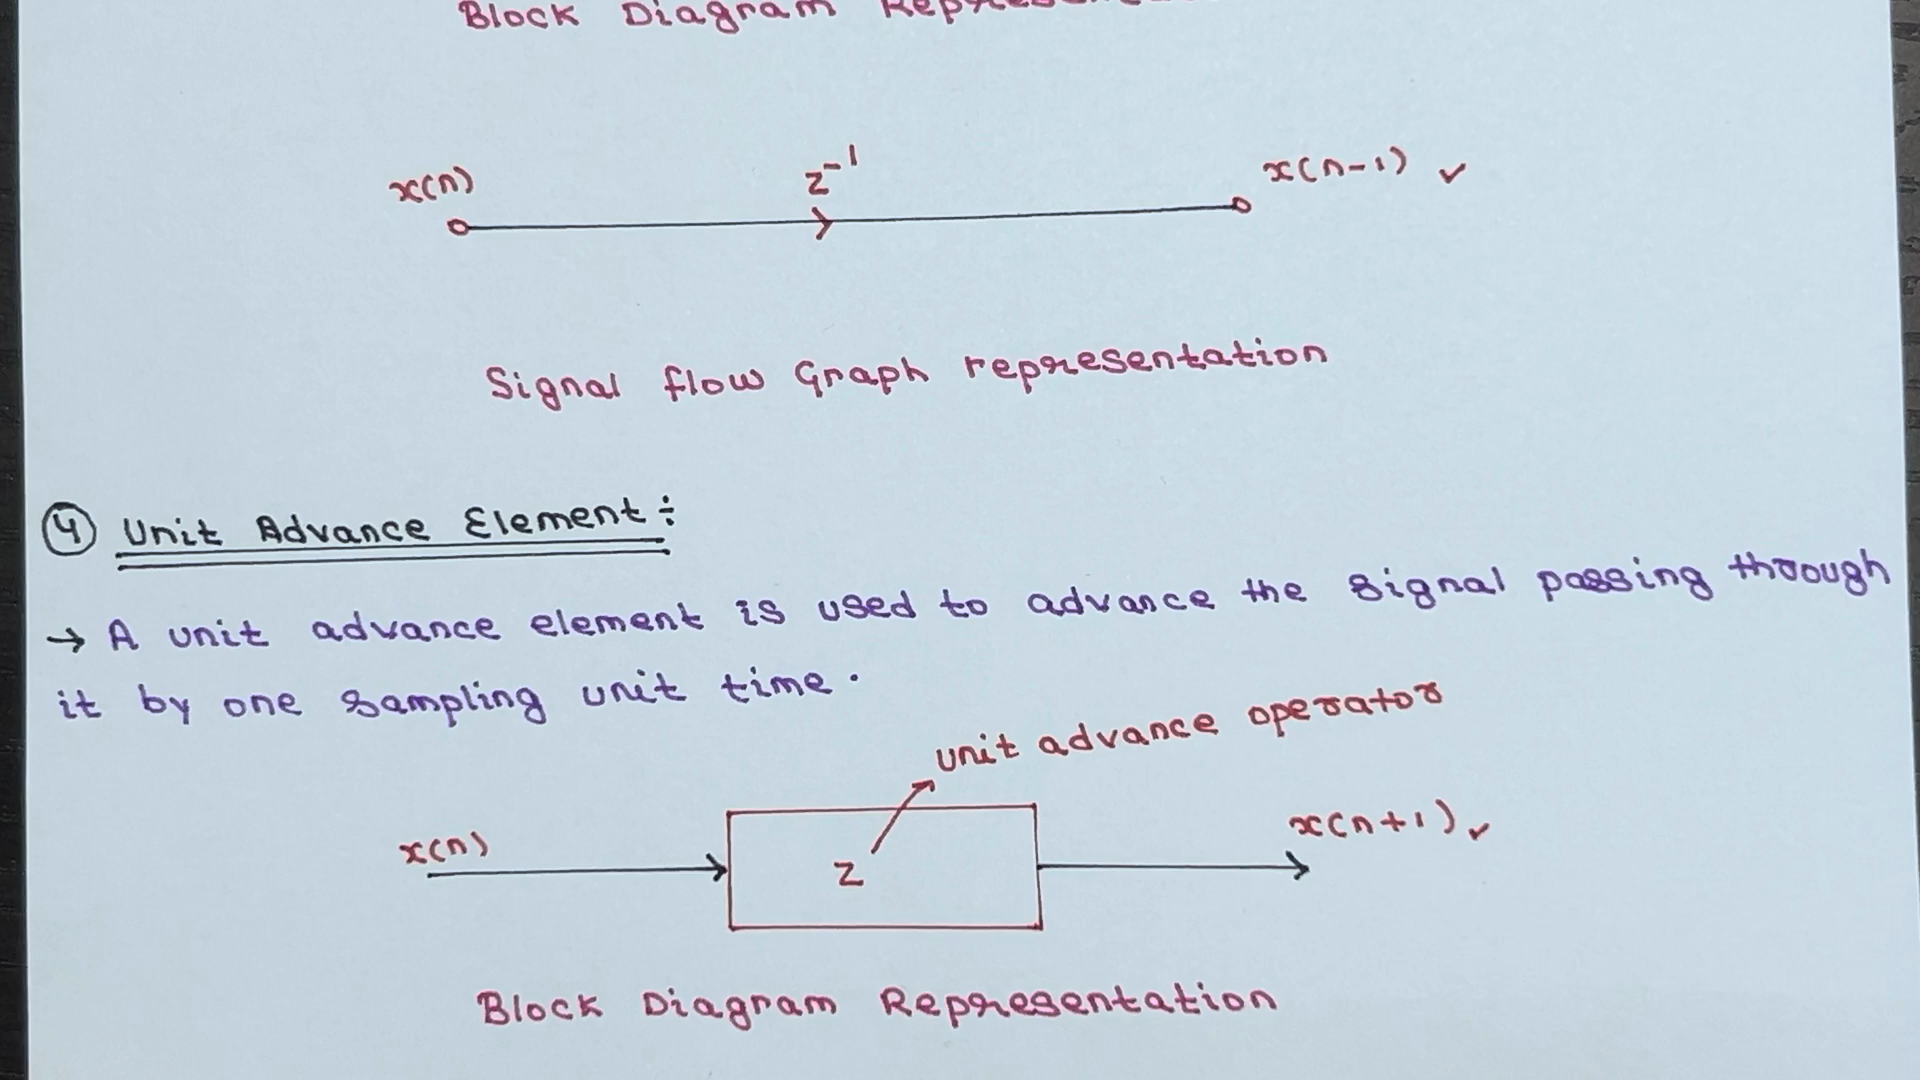 Block Diagram
x(n) z⁻¹ x(n-1) ✓
Signal flow Graph representation
④ Unit Advance Element÷
→ A unit advance element is used to advance the signal passing through
it by one sampling unit time.
unit advance operator
x(n) z x(n+1) ✓
Block Diagram Representation